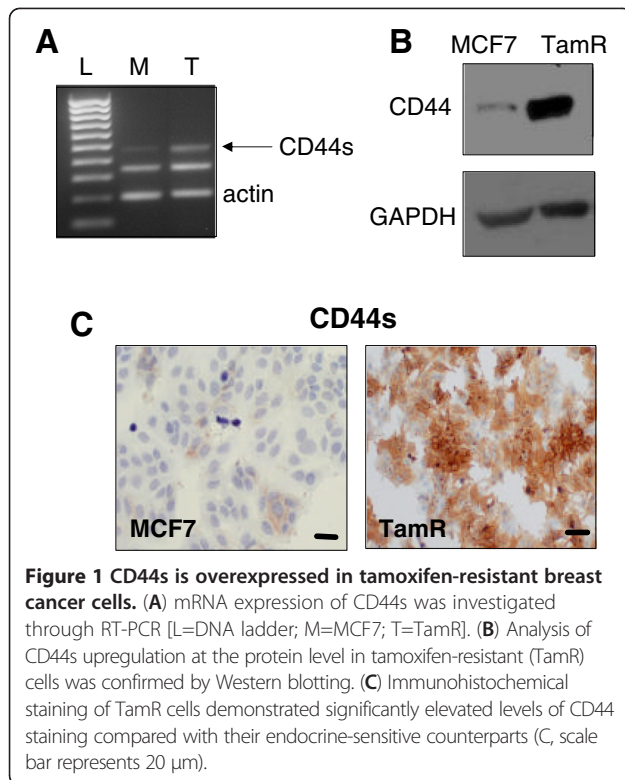 A
L M T
CD44s
actin
B
MCF7 TamR
CD44
GAPDH
C
CD44s
MCF7
TamR
Figure 1 CD44s is overexpressed in tamoxifen-resistant breast
cancer cells. (A) mRNA expression of CD44s was investigated
through RT-PCR [L=DNA ladder; M=MCF7; T=TamR]. (B) Analysis of
CD44s upregulation at the protein level in tamoxifen-resistant (TamR)
cells was confirmed by Western blotting. (C) Immunohistochemical
staining of TamR cells demonstrated significantly elevated levels of CD44
staining compared with their endocrine-sensitive counterparts (C, scale
bar represents 20 μm).